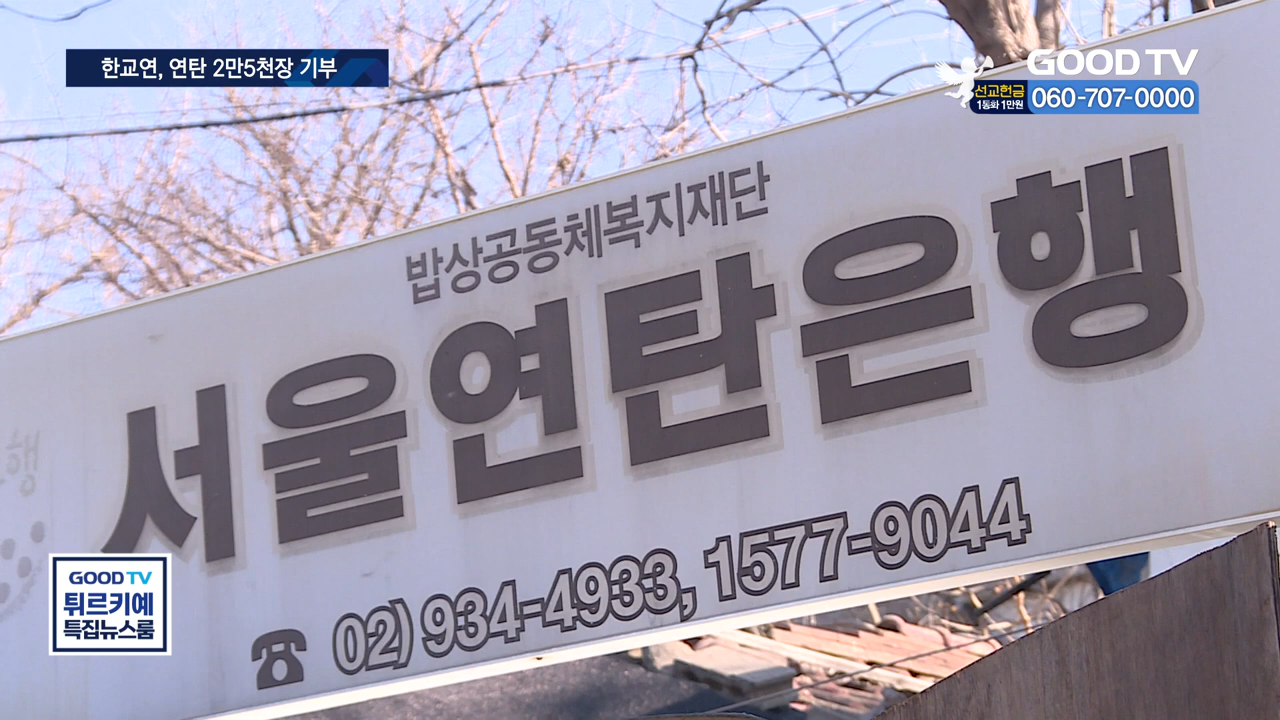 한교연, 연탄 2만5천장 기부
GOOD TV
선교헌금
1통화 1만원
060-707-0000
밥상공동체복지재단
서울연탄은행
02) 934-4933, 1577-9044
행
GOOD TV
튀르키예
특집뉴스룸